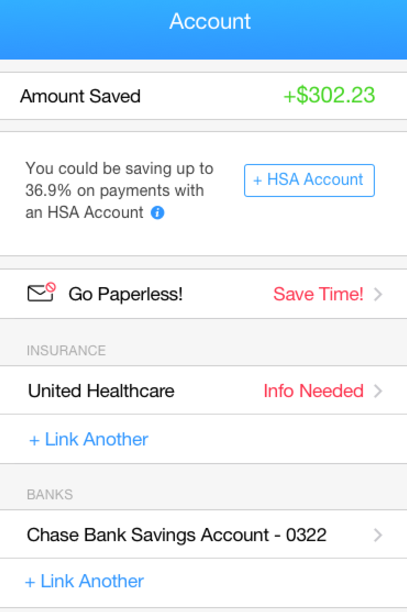 Account
Amount Saved +$302.23
You could be saving up to
36.9% on payments with
an HSA Account
+ HSA Account
Go Paperless! Save Time!
INSURANCE
United Healthcare Info Needed
+ Link Another
BANKS
Chase Bank Savings Account - 0322
+ Link Another